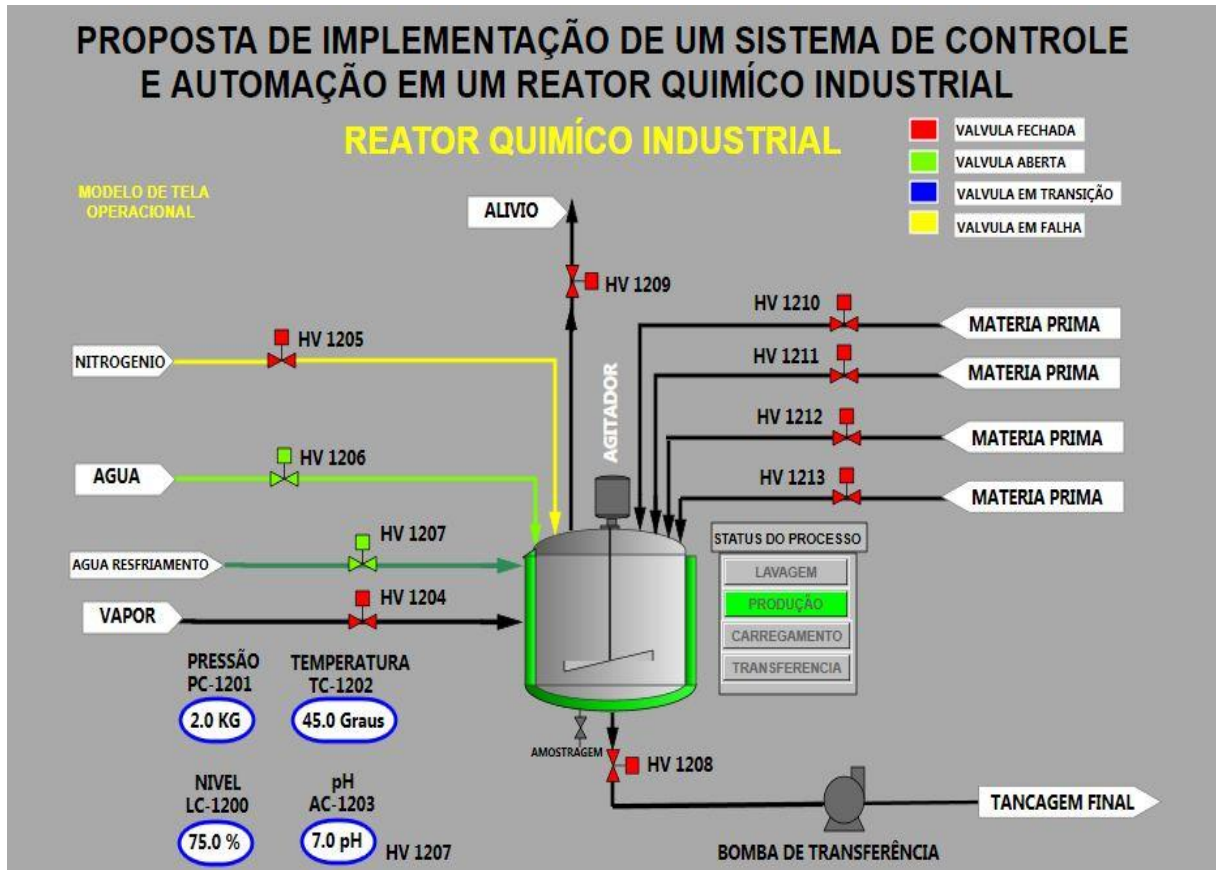 PROPOSTA DE IMPLEMENTAÇÃO DE UM SISTEMA DE CONTROLE
E AUTOMAÇÃO EM UM REATOR QUIMÍCO INDUSTRIAL
REATOR QUIMÍCO INDUSTRIAL
VALVULA FECHADA
VALVULA ABERTA
VALVULA EM TRANSIÇÃO
VALVULA EM FALHA
MODELO DE TELA
OPERACIONAL
ALIVIO
HV 1209
HV 1210
MATERIA PRIMA
HV 1205
NITROGENIO
HV 1211
MATERIA PRIMA
AGITADOR
HV 1212
MATERIA PRIMA
HV 1206
AGUA
HV 1213
MATERIA PRIMA
HV 1207
AGUA RESFRIAMENTO
STATUS DO PROCESSO
LAVAGEM
PRODUÇÃO
CARREGAMENTO
TRANSFERENCIA
HV 1204
VAPOR
PRESSÃO
PC-1201
2.0 KG
TEMPERATURA
TC-1202
45.0 Graus
AMOSTRAGEM
HV 1208
NIVEL
LC-1200
75.0 %
pH
AC-1203
7.0 pH
HV 1207
TANCAGEM FINAL
BOMBA DE TRANSFERÊNCIA